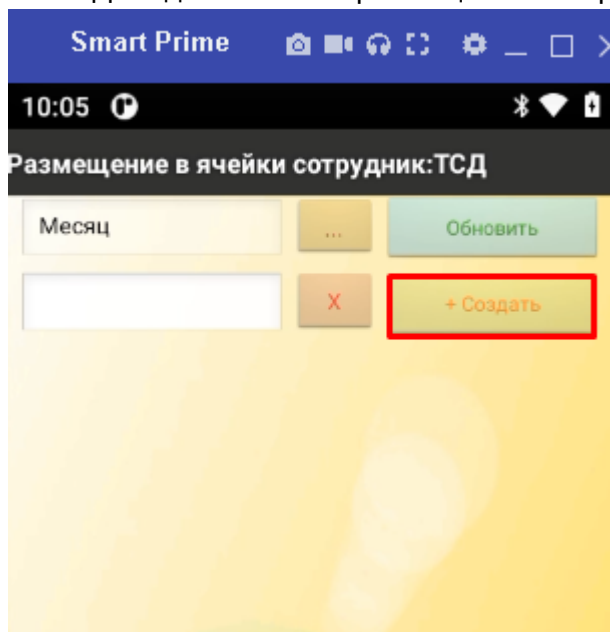 Smart Prime
10:05
Размещение в ячейки сотрудник:ТСД
Месяц
...
Обновить
X
+ Создать